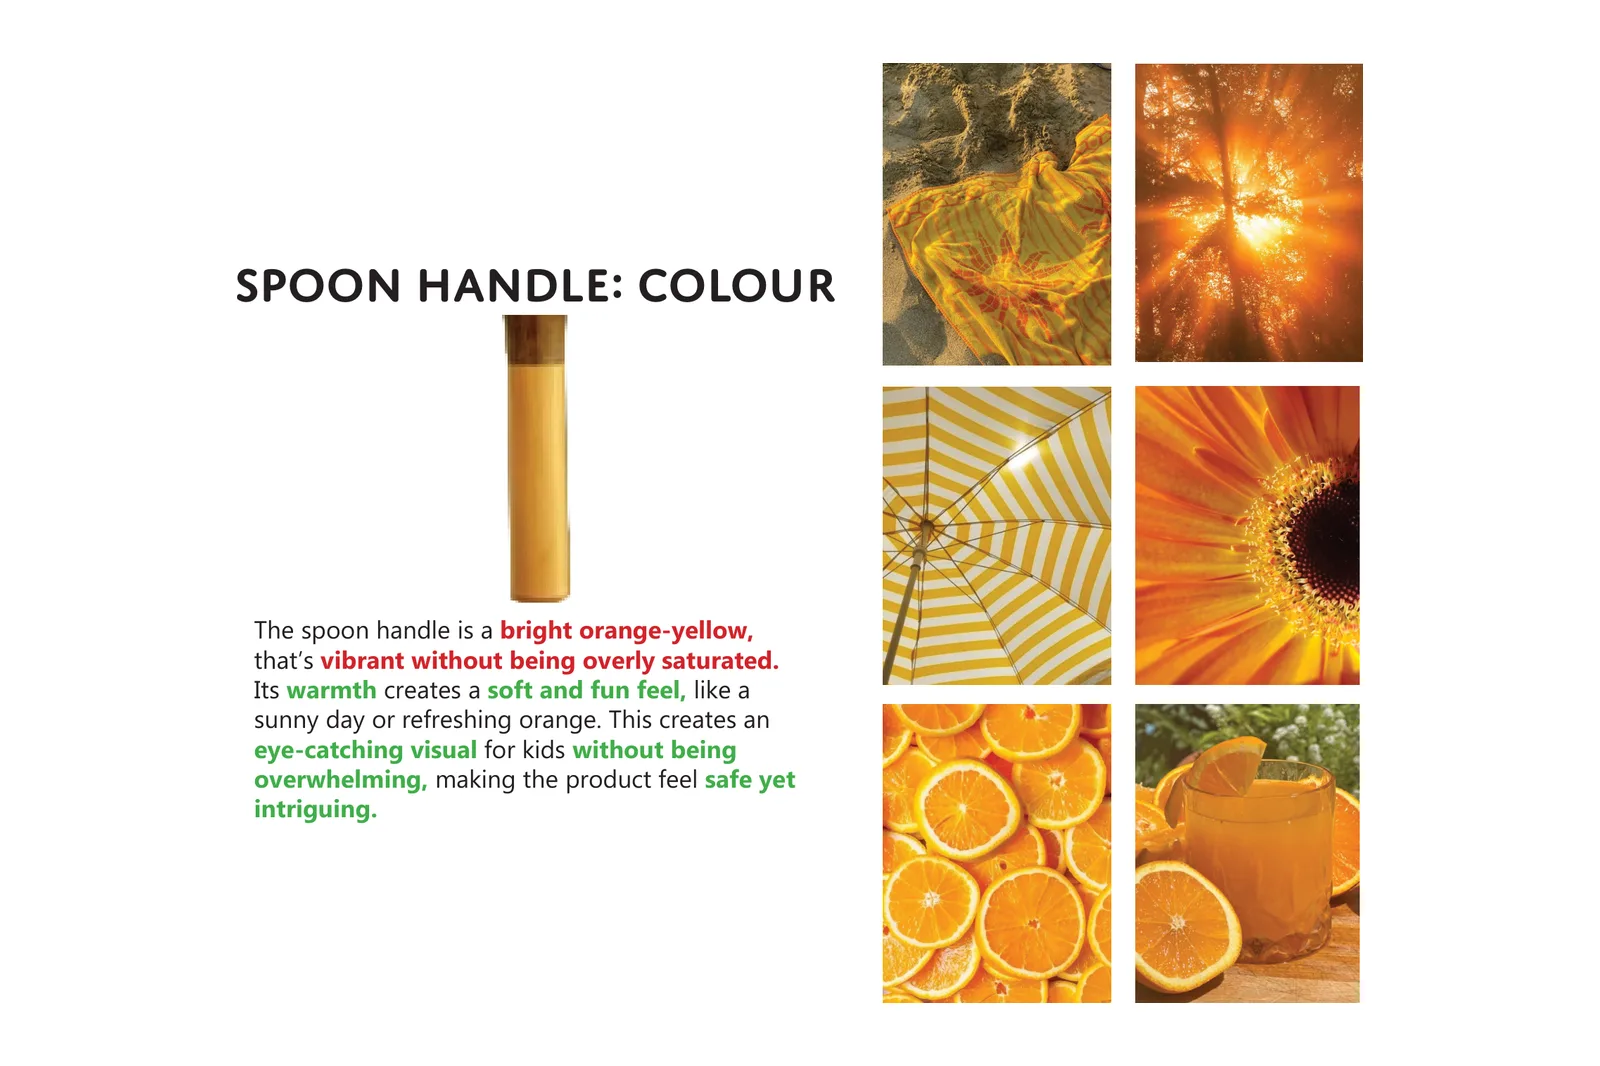 SPOON HANDLE: COLOUR
The spoon handle is a bright orange-yellow,
that’s vibrant without being overly saturated.
Its warmth creates a soft and fun feel, like a
sunny day or refreshing orange. This creates an
eye-catching visual for kids without being
overwhelming, making the product feel safe yet
intriguing.